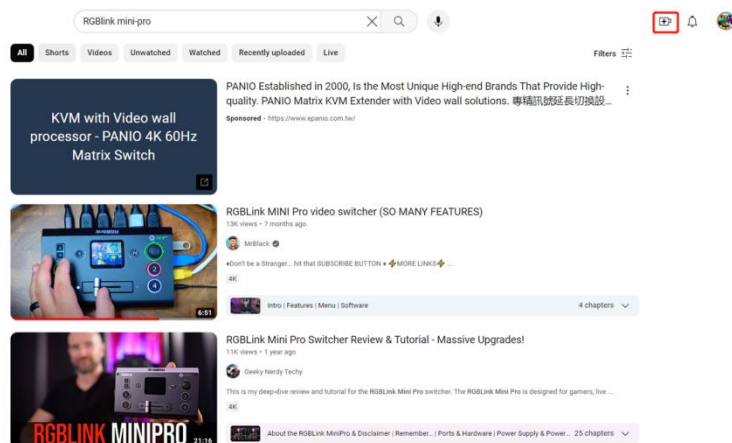 RGBlink mini-pro
All Shorts Videos Unwatched Watched Recently uploaded Live Filters
KVM with Video wall
processor - PANIO 4K 60Hz
Matrix Switch
PANIO Established in 2000, Is the Most Unique High-end Brands That Provide High-
quality. PANIO Matrix KVM Extender with Video wall solutions. 專精訊號延長切換設...
Sponsored · https://www.epanio.com.tw/
6:51
RGBLink MINI Pro video switcher (SO MANY FEATURES)
13K views • 7 months ago
MrBlack
♦Don't be a Stranger... hit that SUBSCRIBE BUTTON ♦ MORE LINKS ...
4K
Intro | Features | Menu | Software 4 chapters
RGBLINK MINIPRO
21:16
RGBLink Mini Pro Switcher Review & Tutorial - Massive Upgrades!
11K views • 1 year ago
Geeky Nerdy Techy
This is my deep-dive review and tutorial for the RGBLink Mini Pro switcher. The RGBLink Mini Pro is designed for gamers, live ...
4K
About the RGBLink MiniPro & Disclaimer | Remember... | Ports & Hardware | Power Supply & Power... 25 chapters